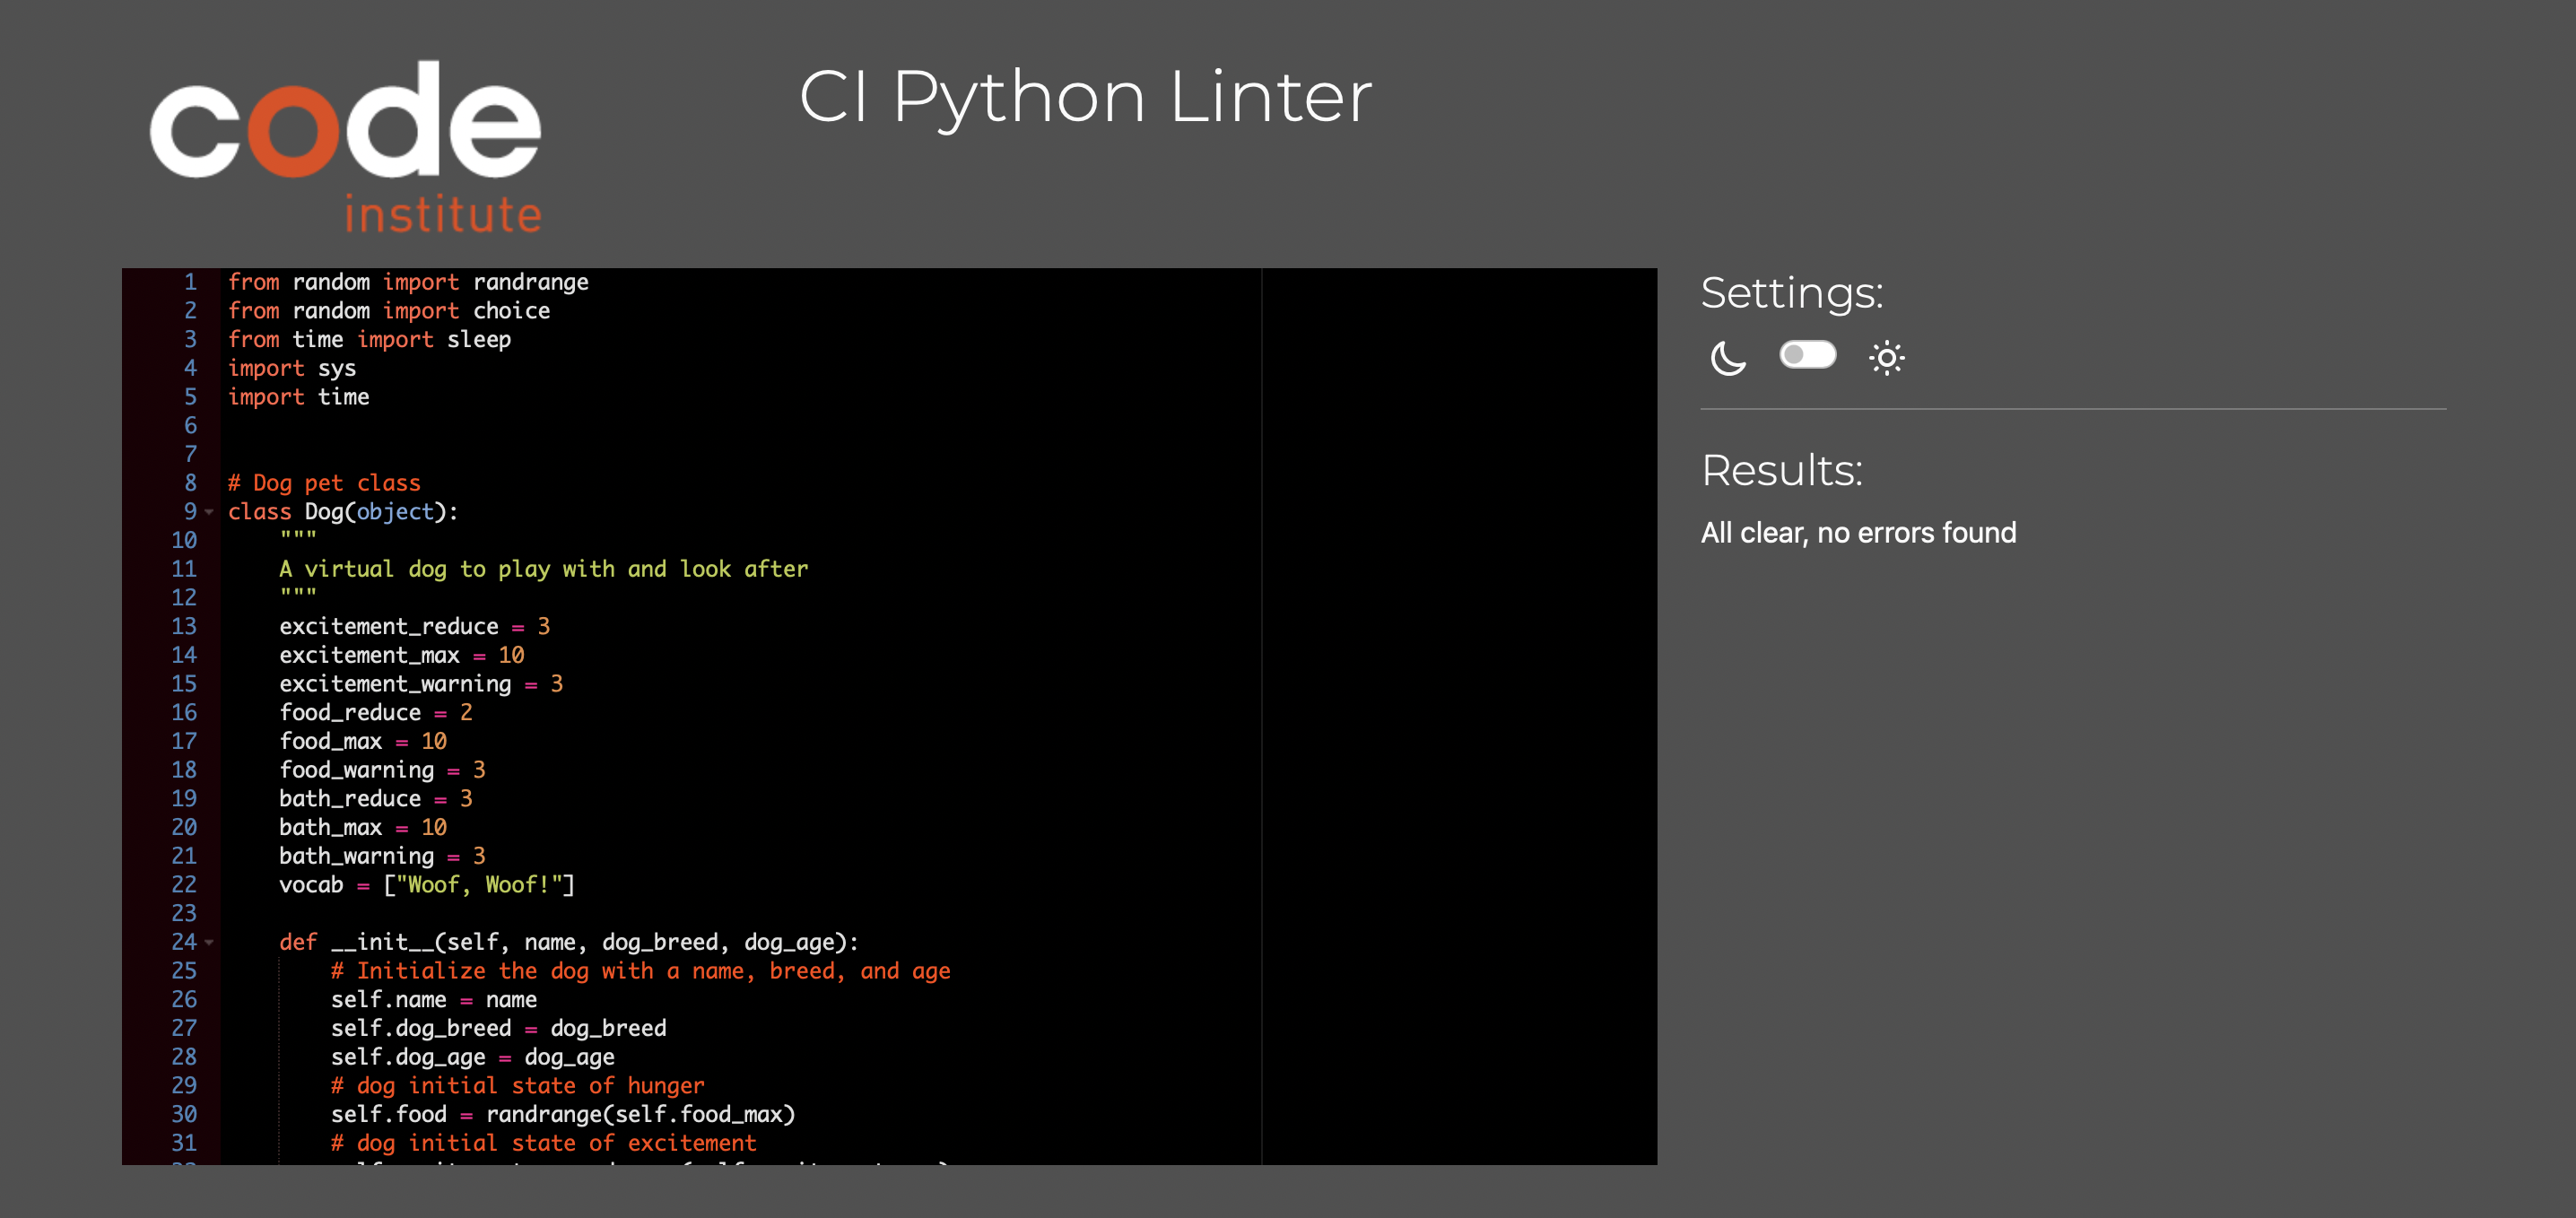 code
institute
CI Python Linter
1 from random import randrange
2 from random import choice
3 from time import sleep
4 import sys
5 import time
6
7
8 # Dog pet class
9 class Dog(object):
10     """
11     A virtual dog to play with and look after
12     """
13     excitement_reduce = 3
14     excitement_max = 10
15     excitement_warning = 3
16     food_reduce = 2
17     food_max = 10
18     food_warning = 3
19     bath_reduce = 3
20     bath_max = 10
21     bath_warning = 3
22     vocab = ["Woof, Woof!"]
23
24     def __init__(self, name, dog_breed, dog_age):
25         # Initialize the dog with a name, breed, and age
26         self.name = name
27         self.dog_breed = dog_breed
28         self.dog_age = dog_age
29         # dog initial state of hunger
30         self.food = randrange(self.food_max)
31         # dog initial state of excitement
Settings:
Results:
All clear, no errors found